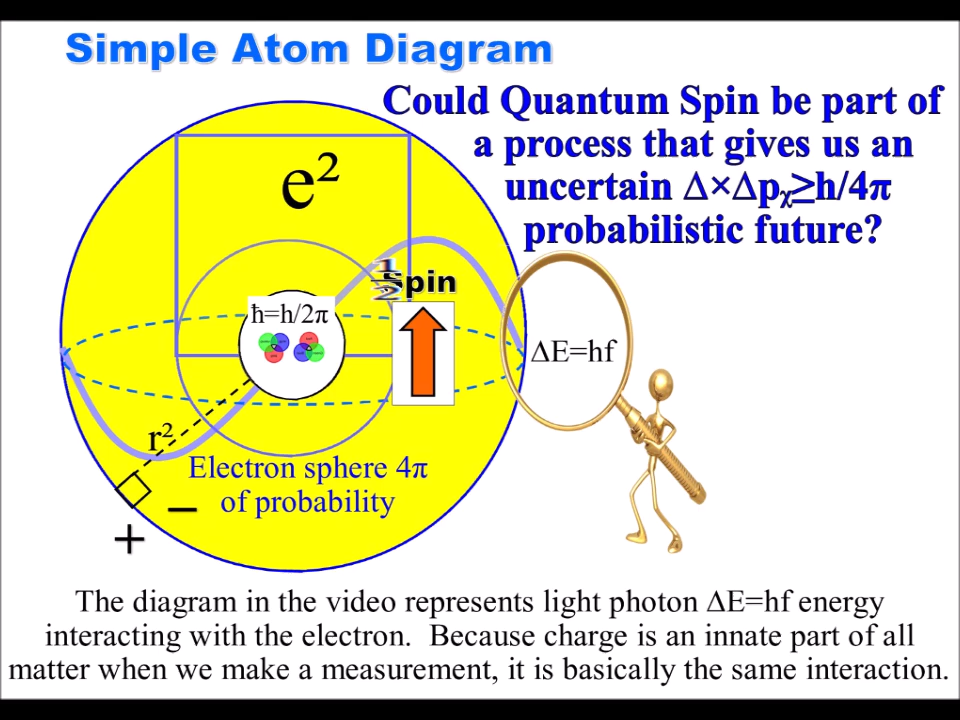 Simple Atom Diagram
Could Quantum Spin be part of
a process that gives us an
uncertain Δ×Δpᵪ≥h/4π
probabilistic future?
e²
½
Spin
ħ=h/2π
ΔE=hf
r²
Electron sphere 4π
of probability
−
+
The diagram in the video represents light photon ΔE=hf energy
interacting with the electron. Because charge is an innate part of all
matter when we make a measurement, it is basically the same interaction.